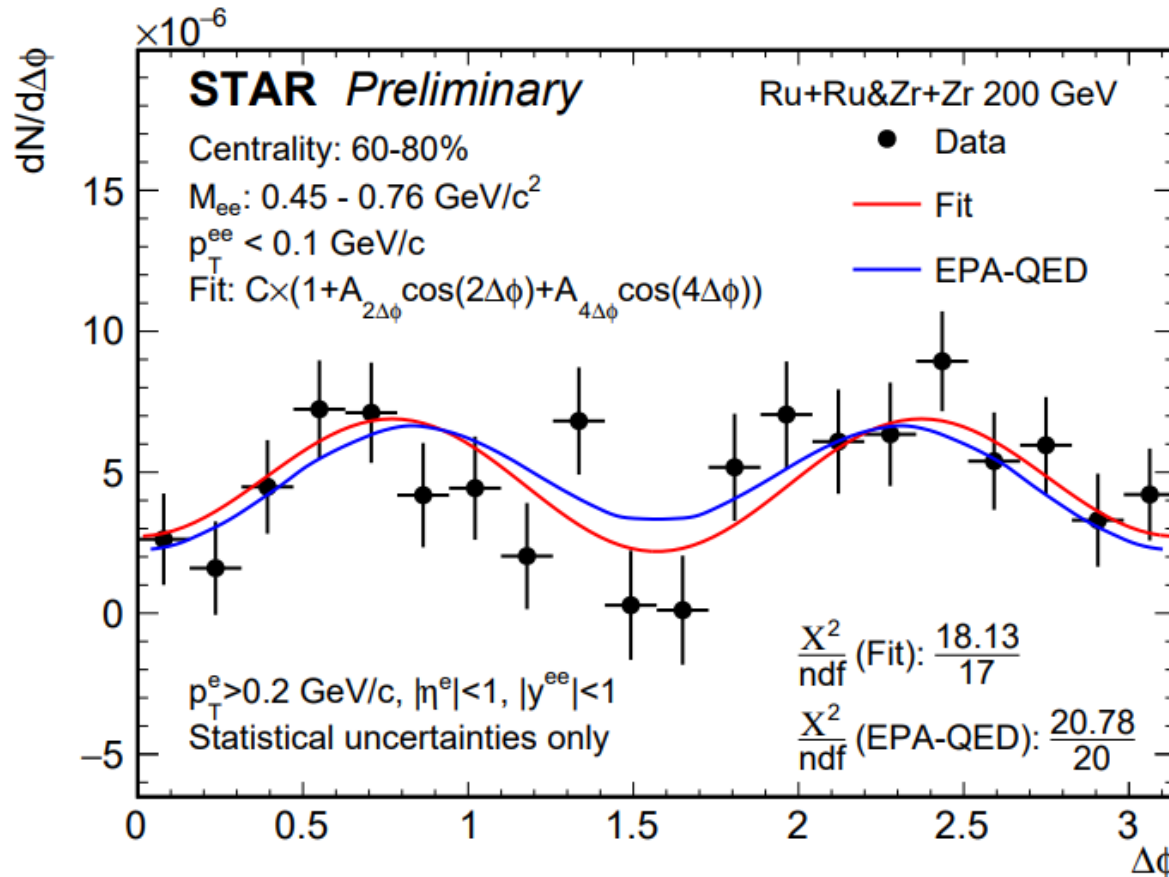 ×10⁻⁶
dN/dΔϕ
STAR Preliminary
Ru+Ru&Zr+Zr 200 GeV
Centrality: 60-80%
M_ee: 0.45 - 0.76 GeV/c²
p_T^ee < 0.1 GeV/c
Fit: C×(1+A_2Δϕ cos(2Δϕ)+A_4Δϕ cos(4Δϕ))
Data
Fit
EPA-QED
15
10
5
0
−5
p_T^e>0.2 GeV/c, |η^e|<1, |y^ee|<1
Statistical uncertainties only
Χ²/ndf (Fit): 18.13/17
Χ²/ndf (EPA-QED): 20.78/20
0 0.5 1 1.5 2 2.5 3
Δϕ